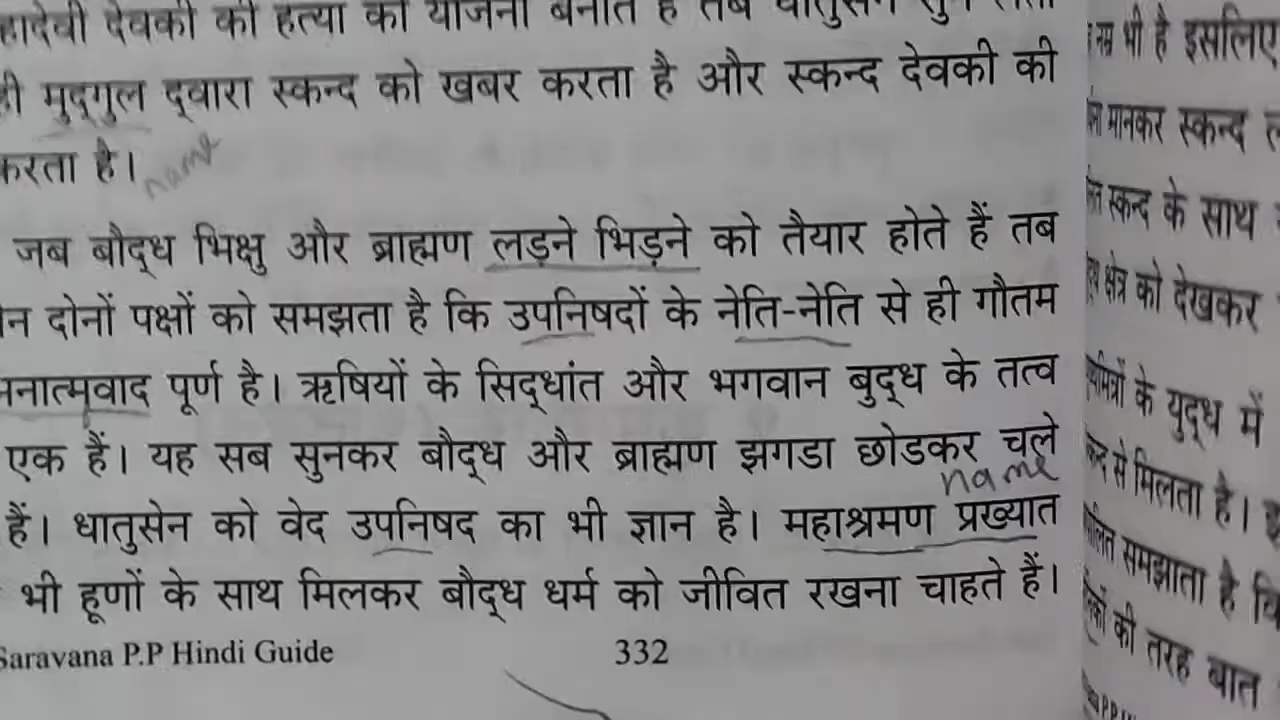 देवकी की हत्या की योजना बनाते है तब धातुसेन
मुद्गुल द्वारा स्कन्द को खबर करता है और स्कन्द देवकी की
करता है।
name
जब बौद्ध भिक्षु और ब्राह्मण लड़ने भिड़ने को तैयार होते हैं तब
दोनों पक्षों को समझता है कि उपनिषदों के नेति-नेति से ही गौतम
पूर्ण है। ऋषियों के सिद्धांत और भगवान बुद्ध के तत्व
एक हैं। यह सब सुनकर बौद्ध और ब्राह्मण झगडा छोडकर चले
name
हैं। धातुसेन को वेद उपनिषद का भी ज्ञान है। महाश्रमण प्रख्यात
भी हूणों के साथ मिलकर बौद्ध धर्म को जीवित रखना चाहते हैं।
Saravana P.P Hindi Guide 332
भी है इसलिए
मानकर स्कन्द
स्कन्द के साथ
क्षेत्र को देखकर
के युद्ध में
से मिलता है।
समझाता है कि
की तरह बात